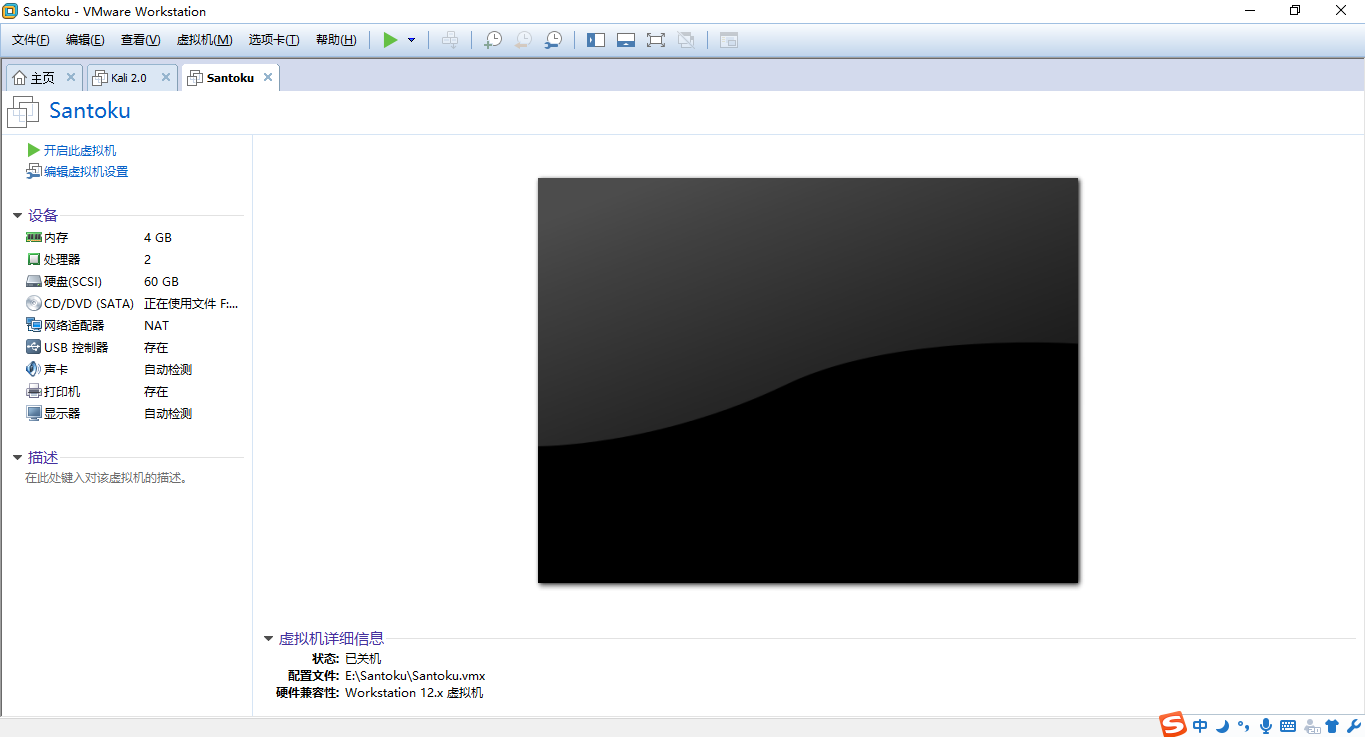 Santoku - VMware Workstation
文件(F) 编辑(E) 查看(V) 虚拟机(M) 选项卡(T) 帮助(H)
主页 Kali 2.0 Santoku
Santoku
开启此虚拟机
编辑虚拟机设置
设备
内存 4 GB
处理器 2
硬盘(SCSI) 60 GB
CD/DVD (SATA) 正在使用文件 F:...
网络适配器 NAT
USB 控制器 存在
声卡 自动检测
打印机 存在
显示器 自动检测
描述
在此处键入对该虚拟机的描述。
虚拟机详细信息
状态: 已关机
配置文件: E:\Santoku\Santoku.vmx
硬件兼容性: Workstation 12.x 虚拟机
S 中